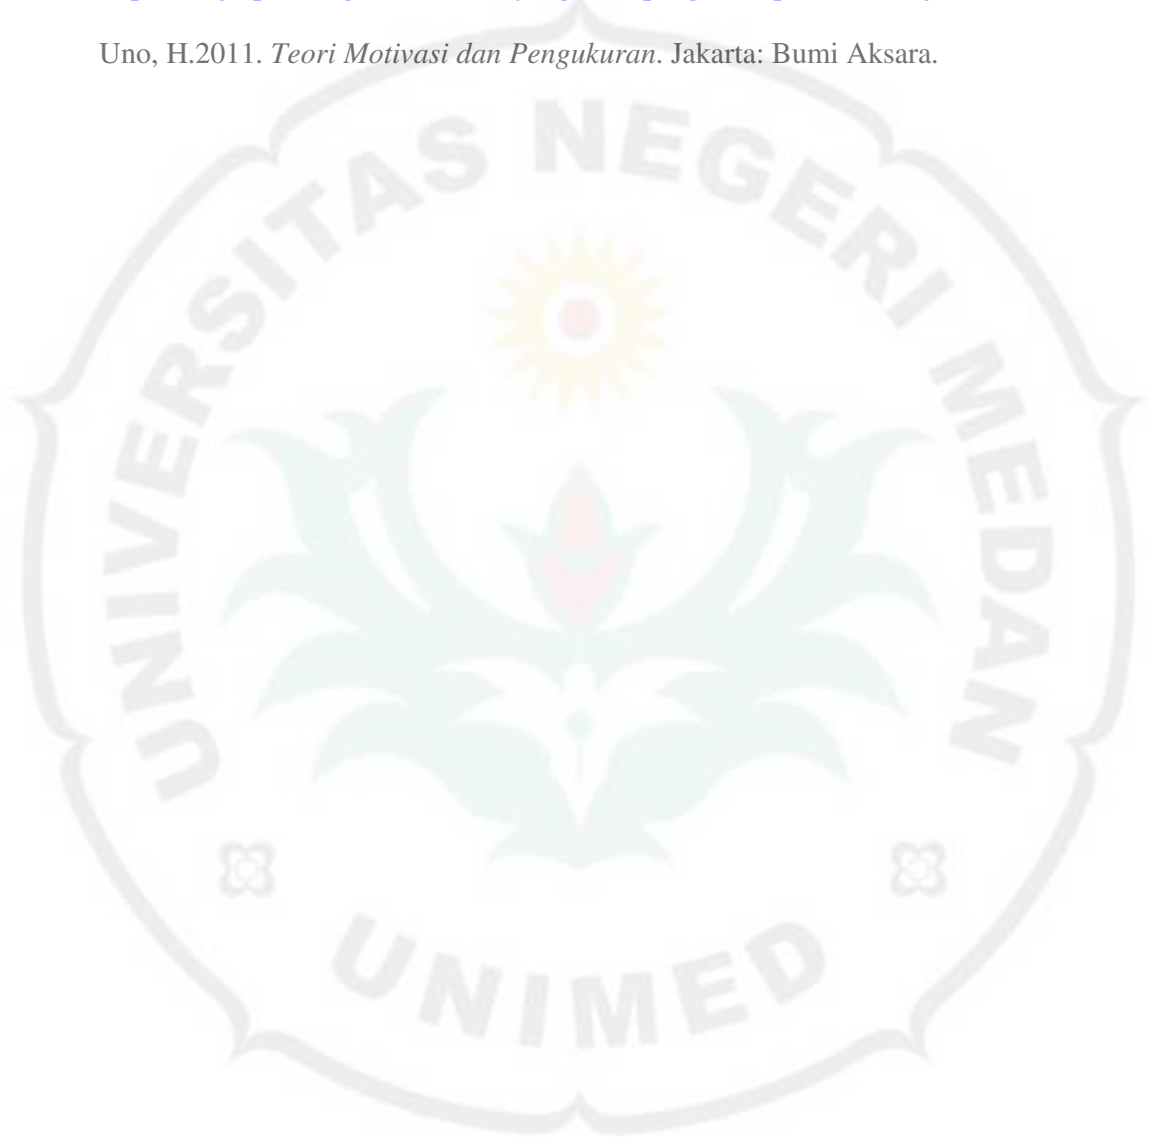 Uno, H.2011. Teori Motivasi dan Pengukuran. Jakarta: Bumi Aksara.
UNIVERSITAS NEGERI MEDAN
UNIMED